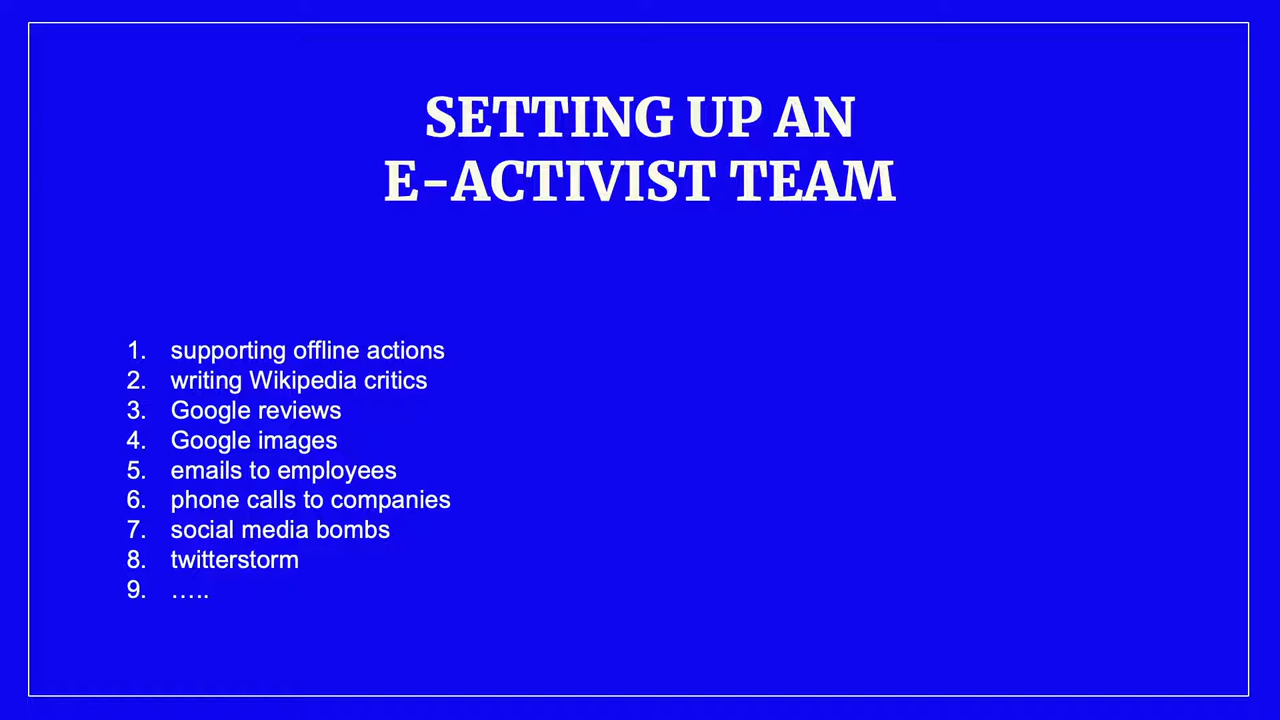 SETTING UP AN
E-ACTIVIST TEAM
1. supporting offline actions
2. writing Wikipedia critics
3. Google reviews
4. Google images
5. emails to employees
6. phone calls to companies
7. social media bombs
8. twitterstorm
9. .....